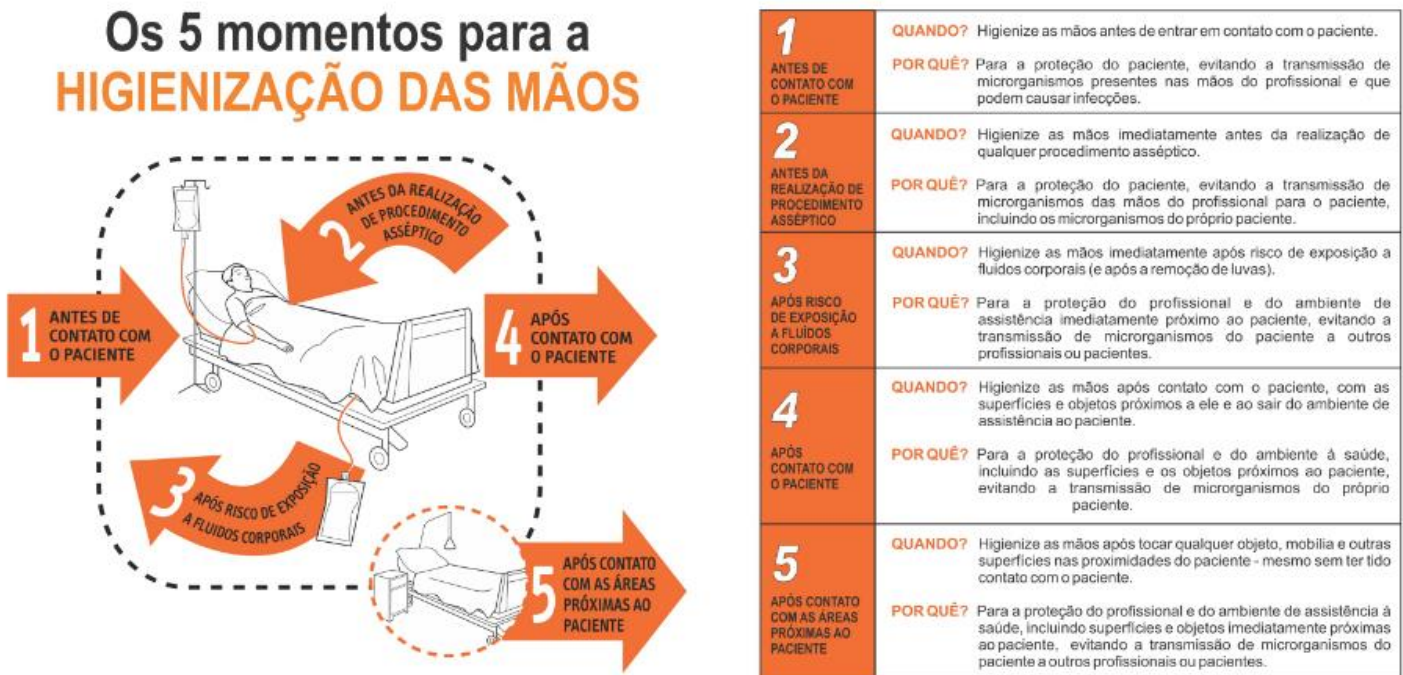 Os 5 momentos para a
HIGIENIZAÇÃO DAS MÃOS
1
ANTES DE
CONTATO COM
O PACIENTE
2
ANTES DA REALIZAÇÃO
DE PROCEDIMENTO
ASSÉPTICO
3
APÓS RISCO DE EXPOSIÇÃO
A FLUIDOS CORPORAIS
4
APÓS
CONTATO COM
O PACIENTE
5
APÓS CONTATO
COM AS ÁREAS
PRÓXIMAS AO
PACIENTE
1
ANTES DE
CONTATO COM
O PACIENTE
QUANDO? Higienize as mãos antes de entrar em contato com o paciente.
POR QUÊ? Para a proteção do paciente, evitando a transmissão de
microrganismos presentes nas mãos do profissional e que
podem causar infecções.
2
ANTES DA
REALIZAÇÃO DE
PROCEDIMENTO
ASSÉPTICO
QUANDO? Higienize as mãos imediatamente antes da realização de
qualquer procedimento asséptico.
POR QUÊ? Para a proteção do paciente, evitando a transmissão de
microrganismos das mãos do profissional para o paciente,
incluindo os microrganismos do próprio paciente.
3
APÓS RISCO
DE EXPOSIÇÃO
A FLUÍDOS
CORPORAIS
QUANDO? Higienize as mãos imediatamente após risco de exposição a
fluidos corporais (e após a remoção de luvas).
POR QUÊ? Para a proteção do profissional e do ambiente de
assistência imediatamente próximo ao paciente, evitando a
transmissão de microrganismos do paciente a outros
profissionais ou pacientes.
4
APÓS
CONTATO COM
O PACIENTE
QUANDO? Higienize as mãos após contato com o paciente, com as
superfícies e objetos próximos a ele e ao sair do ambiente de
assistência ao paciente.
POR QUÊ? Para a proteção do profissional e do ambiente à saúde,
incluindo as superfícies e os objetos próximos ao paciente,
evitando a transmissão de microrganismos do próprio
paciente.
5
APÓS CONTATO
COM AS ÁREAS
PRÓXIMAS AO
PACIENTE
QUANDO? Higienize as mãos após tocar qualquer objeto, mobília e outras
superfícies nas proximidades do paciente - mesmo sem ter tido
contato com o paciente.
POR QUÊ? Para a proteção do profissional e do ambiente de assistência à
saúde, incluindo superfícies e objetos imediatamente próximas
ao paciente, evitando a transmissão de microrganismos do
paciente a outros profissionais ou pacientes.